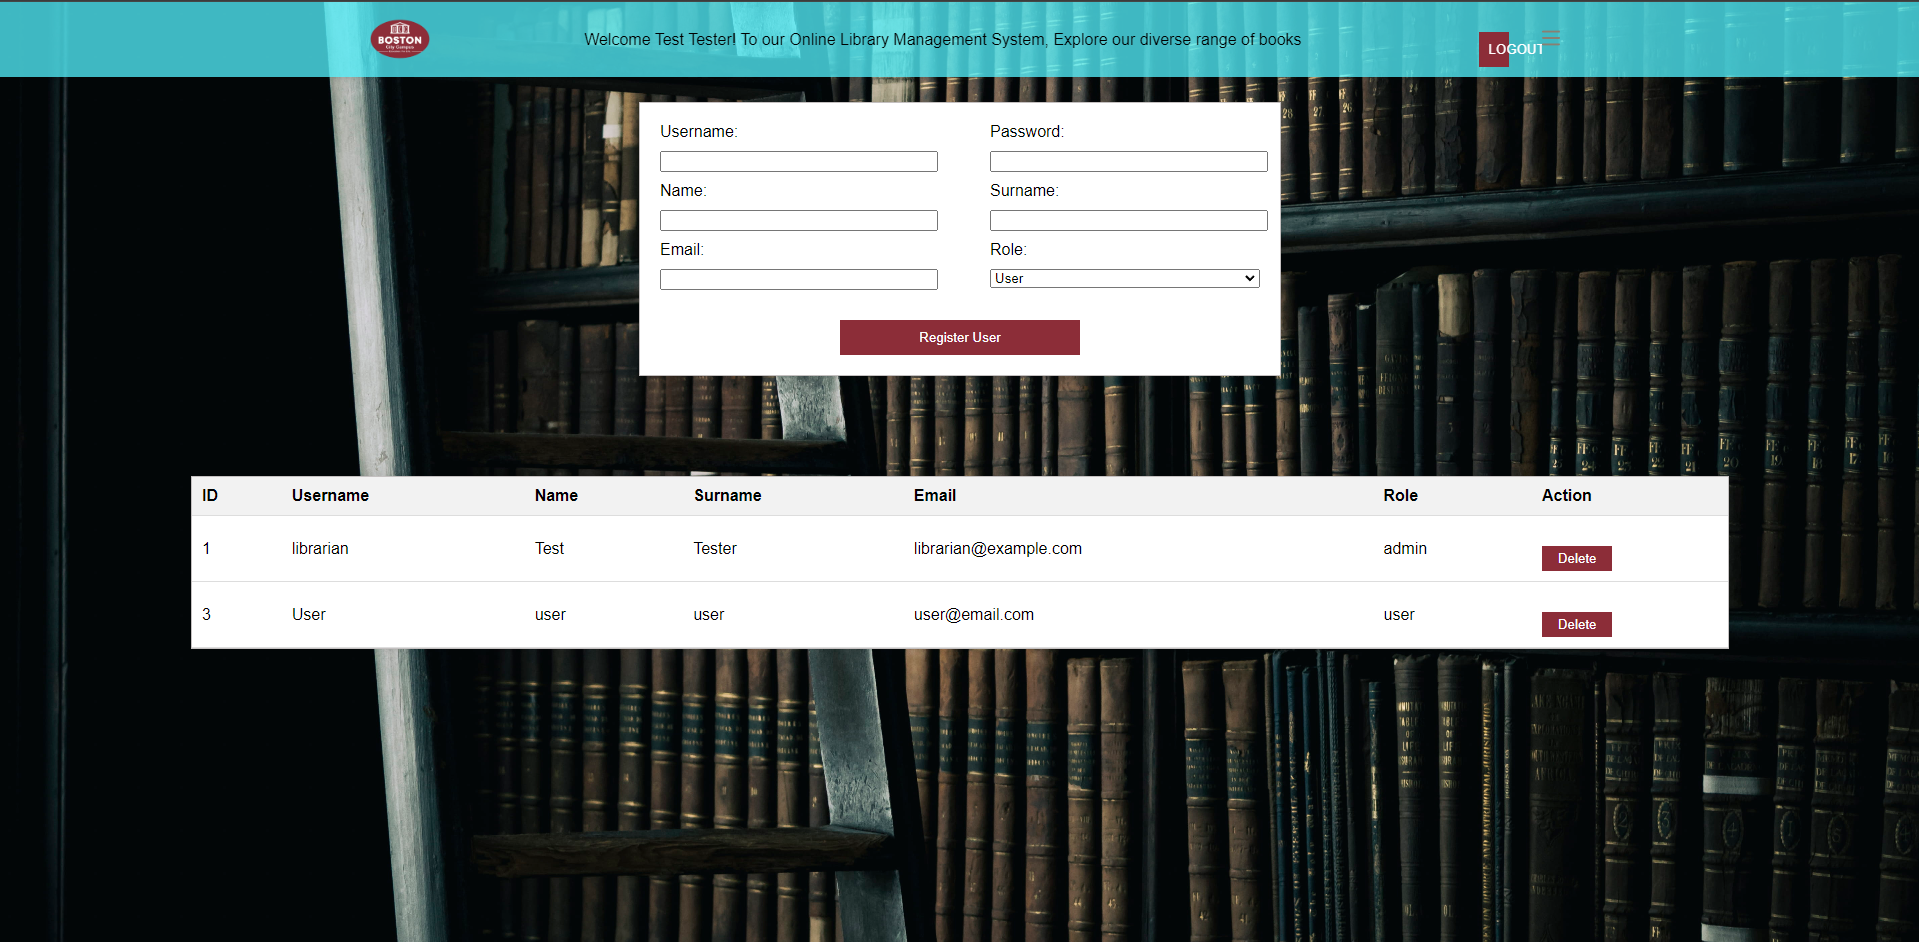 BOSTON
City Campus
Welcome Test Tester! To our Online Library Management System, Explore our diverse range of books
LOGOUT
Username:
Password:
Name:
Surname:
Email:
Role:
User
Register User
ID Username Name Surname Email Role Action
1 librarian Test Tester librarian@example.com admin Delete
3 User user user user@email.com user Delete